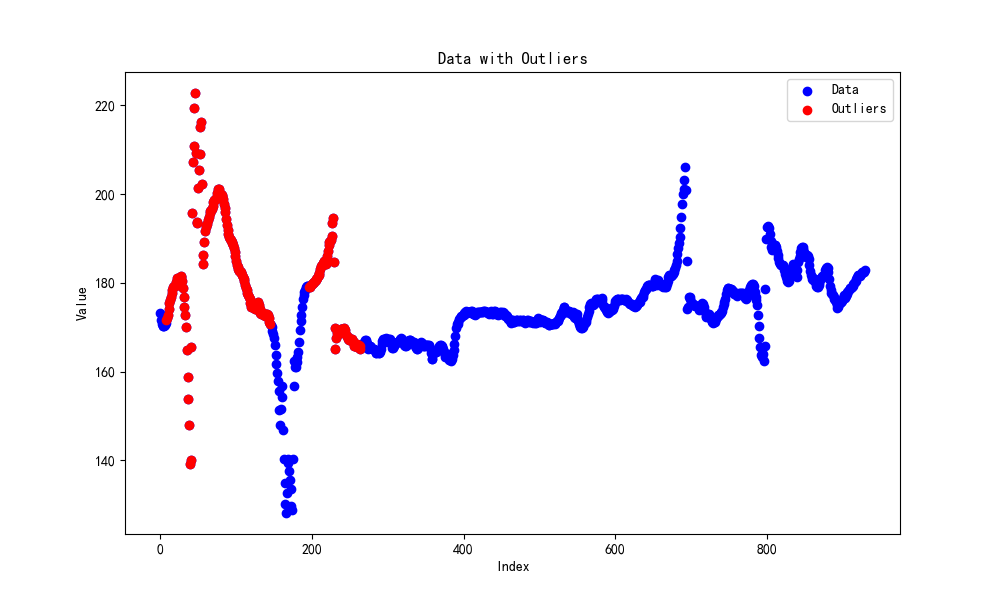 Data with Outliers
Data
Outliers
220
200
180
160
140
Value
0 200 400 600 800
Index